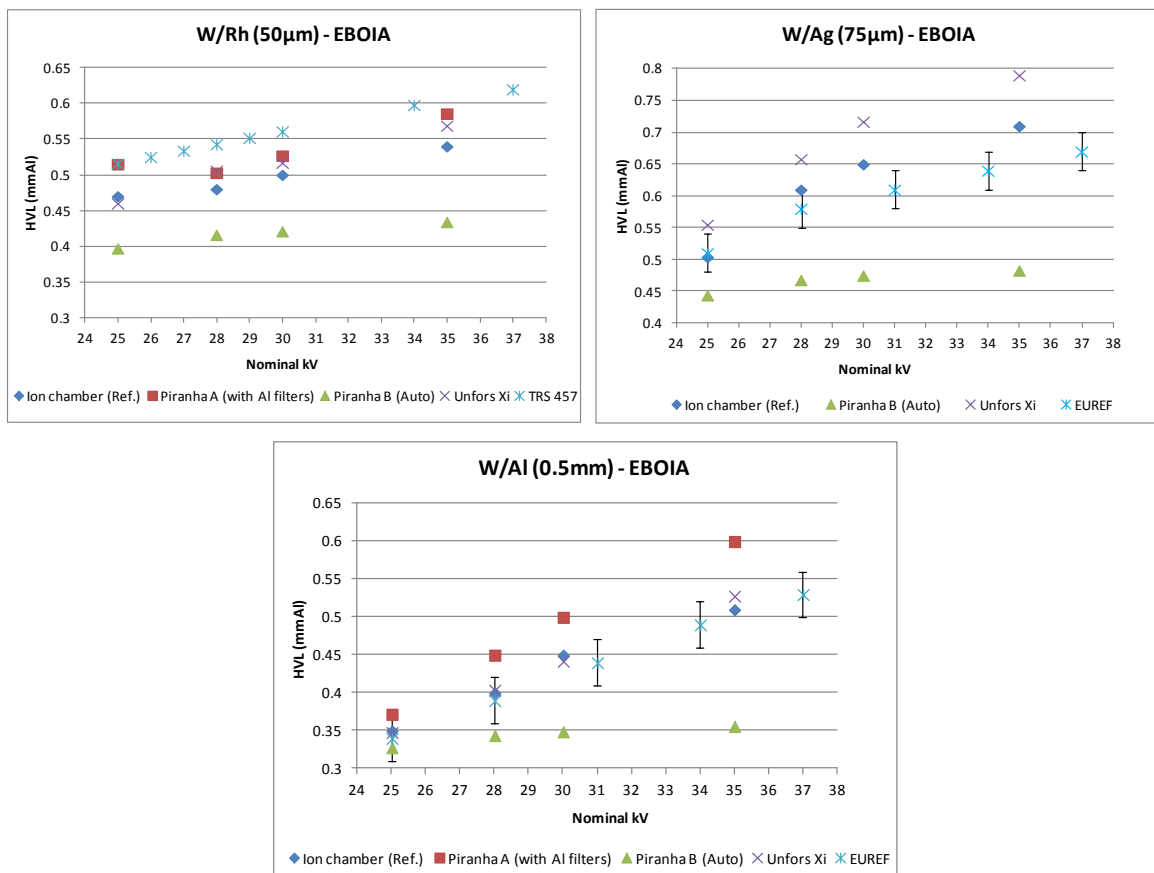 W/Rh (50µm) - EBOIA
0.65
0.6
0.55
0.5
0.45
0.4
0.35
0.3
HVL (mmAl)
24 25 26 27 28 29 30 31 32 33 34 35 36 37 38
Nominal kV
Ion chamber (Ref.) Piranha A (with Al filters) Piranha B (Auto) Unfors Xi TRS 457
W/Ag (75µm) - EBOIA
0.8
0.75
0.7
0.65
0.6
0.55
0.5
0.45
0.4
HVL (mmAl)
24 25 26 27 28 29 30 31 32 33 34 35 36 37 38
Nominal kV
Ion chamber (Ref.) Piranha B (Auto) Unfors Xi EUREF
W/Al (0.5mm) - EBOIA
0.65
0.6
0.55
0.5
0.45
0.4
0.35
0.3
HVL (mmAl)
24 25 26 27 28 29 30 31 32 33 34 35 36 37 38
Nominal kV
Ion chamber (Ref.) Piranha A (with Al filters) Piranha B (Auto) Unfors Xi EUREF